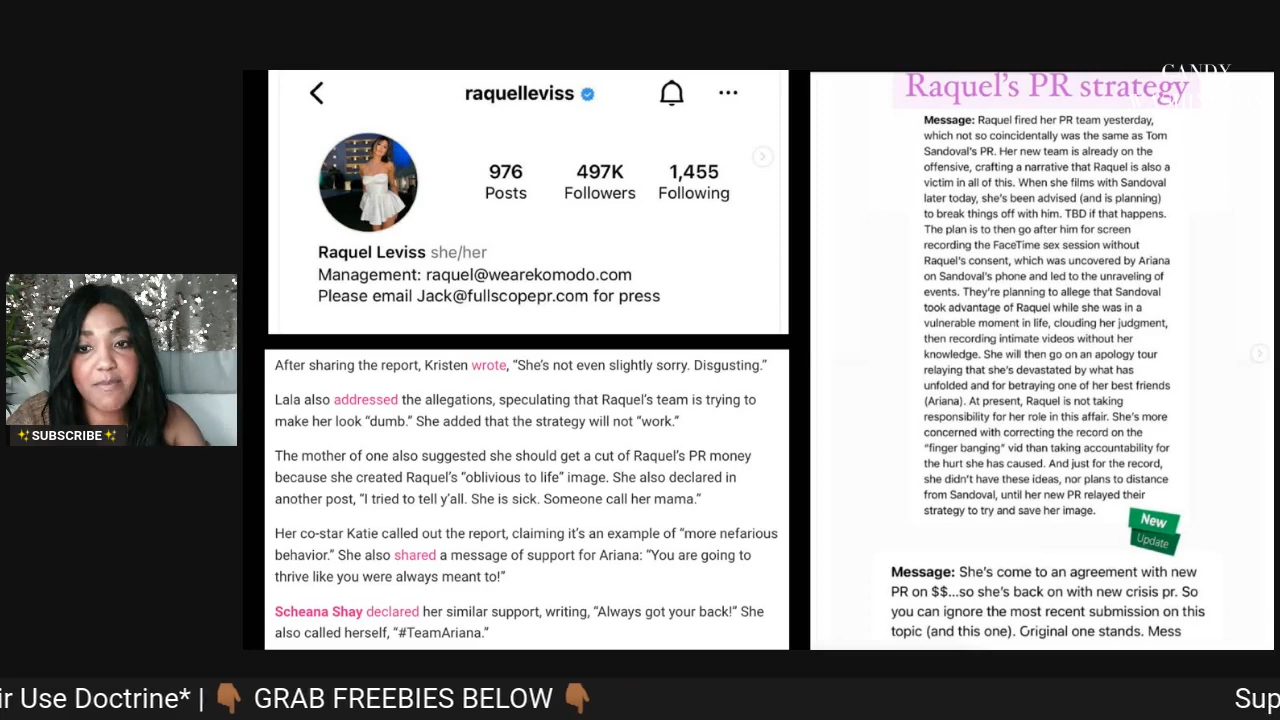 raquelleviss
976
497K
1,455
Posts
Followers
Following
Raquel Leviss she/her
Management: raquel@wearekomodo.com
Please email Jack@fullscopepr.com for press
After sharing the report, Kristen wrote, “She’s not even slightly sorry. Disgusting.”
Lala also addressed the allegations, speculating that Raquel’s team is trying to
make her look “dumb.” She added that the strategy will not “work.”
The mother of one also suggested she should get a cut of Raquel’s PR money
because she created Raquel’s “oblivious to life” image. She also declared in
another post, “I tried to tell y’all. She is sick. Someone call her mama.”
Her co-star Katie called out the report, claiming it’s an example of “more nefarious
behavior.” She also shared a message of support for Ariana: “You are going to
thrive like you were always meant to!”
Scheana Shay declared her similar support, writing, “Always got your back!” She
also called herself, “#TeamAriana.”
CANDY
Raquel’s PR strategy
Message: Raquel fired her PR team yesterday,
which not so coincidentally was the same as Tom
Sandoval’s PR. Her new team is already on the
offensive, crafting a narrative that Raquel is also a
victim in all of this. When she films with Sandoval
later today, she’s been advised (and is planning)
to break things off with him. TBD if that happens.
The plan is to then go after him for screen
recording the FaceTime sex session without
Raquel’s consent, which was uncovered by Ariana
on Sandoval’s phone and led to the unraveling of
events. They’re planning to allege that Sandoval
took advantage of Raquel while she was in a
vulnerable moment in life, clouding her judgment,
then recording intimate videos without her
knowledge. She will then go on an apology tour
relaying that she’s devastated by what has
unfolded and for betraying one of her best friends
(Ariana). At present, Raquel is not taking
responsibility for her role in this affair. She’s more
concerned with correcting the record on the
“finger banging” vid than taking accountability for
the hurt she has caused. And just for the record,
she didn’t have these ideas, nor plans to distance
from Sandoval, until her new PR relayed their
strategy to try and save her image.
New
Update
Message: She’s come to an agreement with new
PR on $$...so she’s back on with new crisis pr. So
you can ignore the most recent submission on this
topic (and this one). Original one stands. Mess
✨SUBSCRIBE✨
ir Use Doctrine* | 👇🏾 GRAB FREEBIES BELOW 👇🏾
Sup